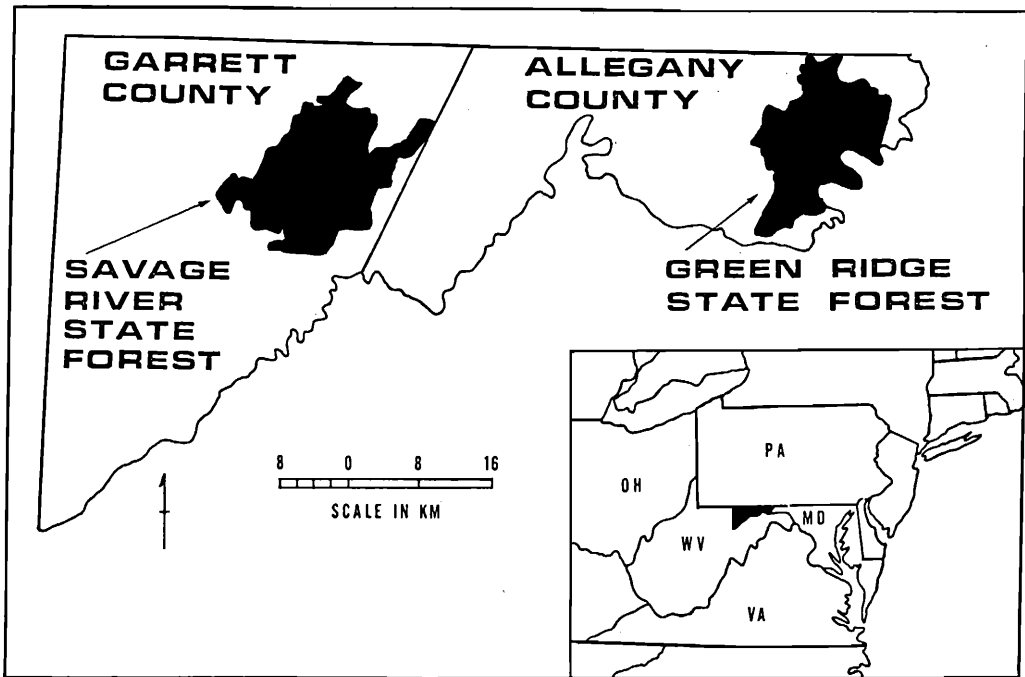 GARRETT
COUNTY
ALLEGANY
COUNTY
SAVAGE
RIVER
STATE
FOREST
GREEN RIDGE
STATE FOREST
8 0 8 16
SCALE IN KM
PA
OH
MD
WV
VA